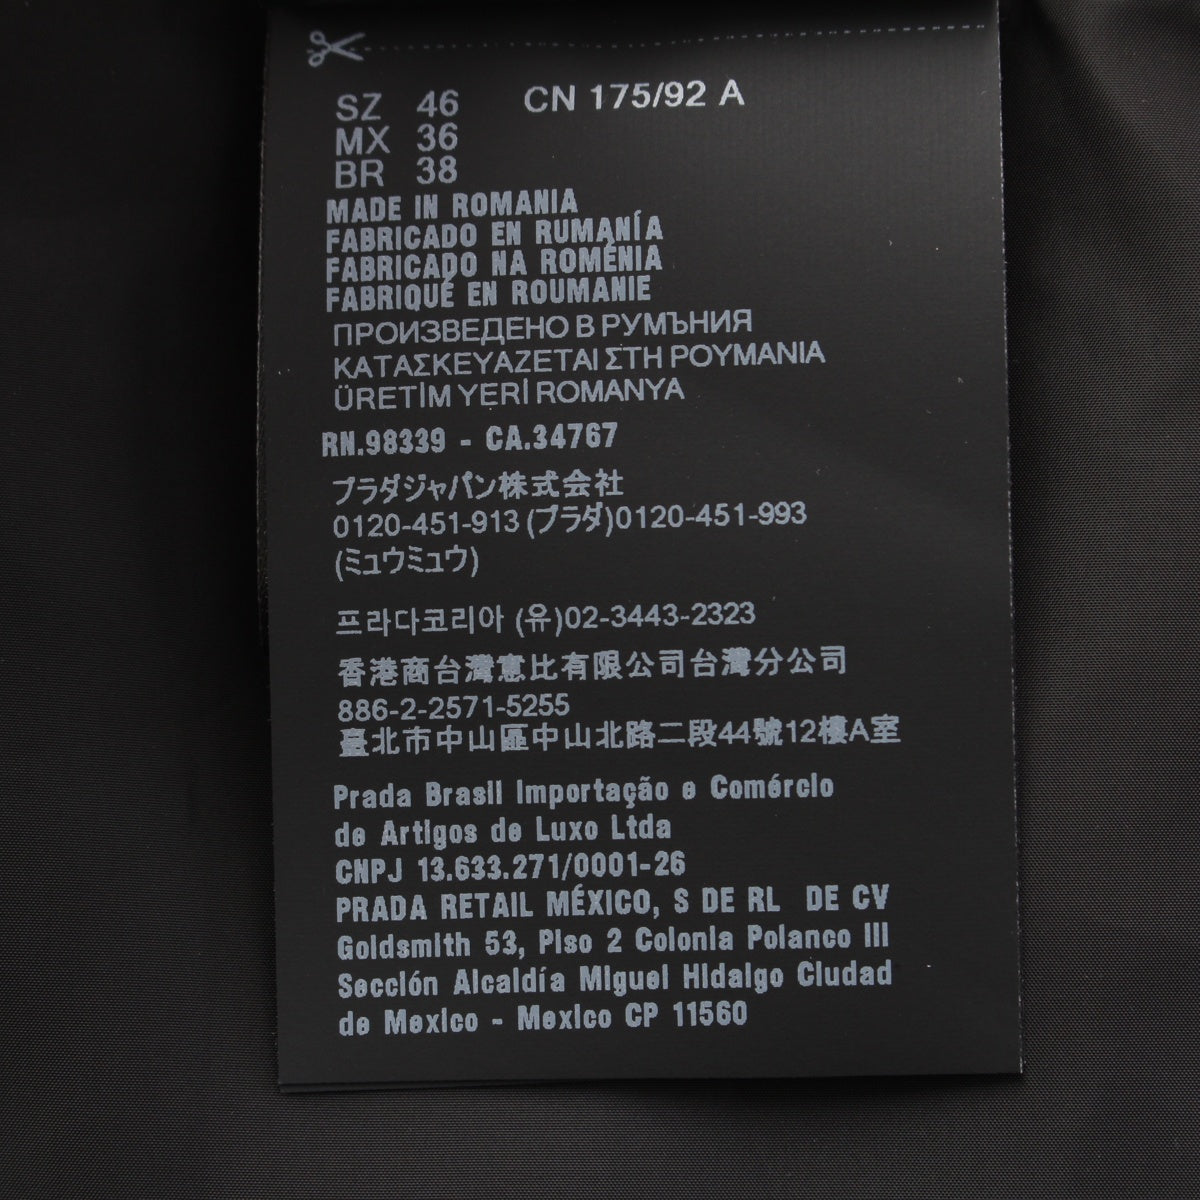 SZ 46 CN 175/92 A
MX 36
BR 38
MADE IN ROMANIA
FABRICADO EN RUMANÍA
FABRICADO NA ROMÉNIA
FABRIQUÉ EN ROUMANIE
ПРОИЗВЕДЕНО В РУМЪНИЯ
ΚΑΤΑΣΚΕΥΑΖΕΤΑΙ ΣΤΗ ΡΟΥΜΑΝΙΑ
ÜRETİM YERİ ROMANYA
RN.98339 - CA.34767
プラダジャパン株式会社
0120-451-913 (プラダ)0120-451-993
(ミュウミュウ)
프라다코리아 (유)02-3443-2323
香港商台灣意比有限公司台灣分公司
886-2-2571-5255
臺北市中山區中山北路二段44號12樓A室
Prada Brasil Importação e Comércio
de Artigos de Luxo Ltda
CNPJ 13.633.271/0001-26
PRADA RETAIL MÉXICO, S DE RL DE CV
Goldsmith 53, Piso 2 Colonia Polanco III
Sección Alcaldía Miguel Hidalgo Ciudad
de Mexico - Mexico CP 11560